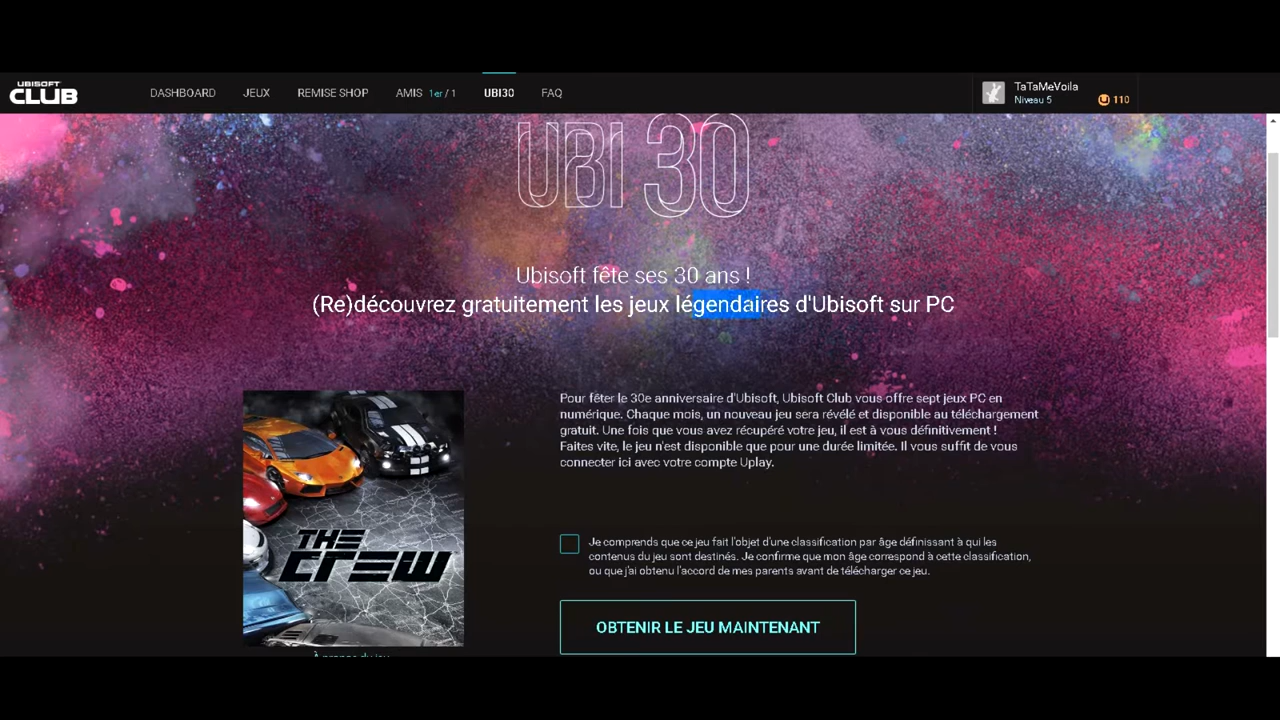 UBISOFT
CLUB
DASHBOARD JEUX REMISE SHOP AMIS 1er / 1 UBI30 FAQ
TaTaMeVoila
Niveau 5
110
UBI 30
Ubisoft fête ses 30 ans !
(Re)découvrez gratuitement les jeux légendaires d'Ubisoft sur PC
THE
CREW
Pour fêter le 30e anniversaire d'Ubisoft, Ubisoft Club vous offre sept jeux PC en
numérique. Chaque mois, un nouveau jeu sera révélé et disponible au téléchargement
gratuit. Une fois que vous avez récupéré votre jeu, il est à vous définitivement !
Faites vite, le jeu n'est disponible que pour une durée limitée. Il vous suffit de vous
connecter ici avec votre compte Uplay.
Je comprends que ce jeu fait l'objet d'une classification par âge définissant à qui les
contenus du jeu sont destinés. Je confirme que mon âge correspond à cette classification,
ou que j'ai obtenu l'accord de mes parents avant de télécharger ce jeu.
OBTENIR LE JEU MAINTENANT
À propos du jeu